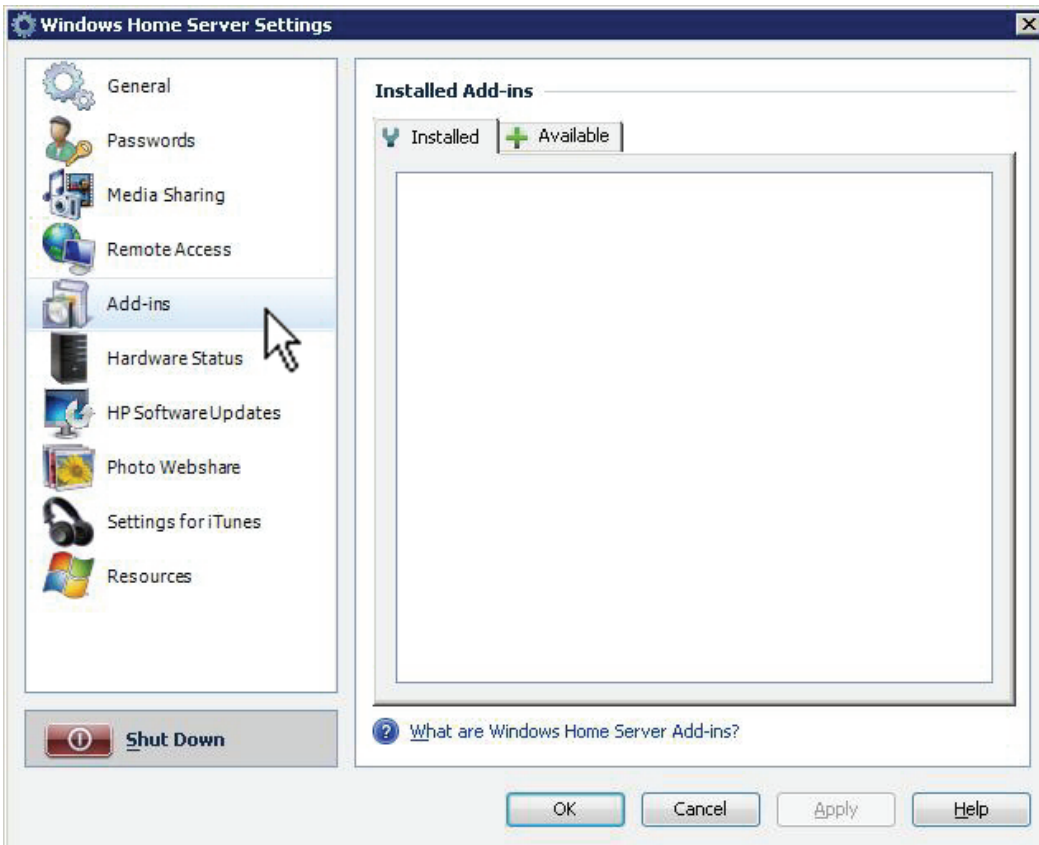 Windows Home Server Settings
General
Passwords
Media Sharing
Remote Access
Add-ins
Hardware Status
HP Software Updates
Photo Webshare
Settings for iTunes
Resources
Shut Down
Installed Add-ins
Installed
Available
What are Windows Home Server Add-ins?
OK
Cancel
Apply
Help